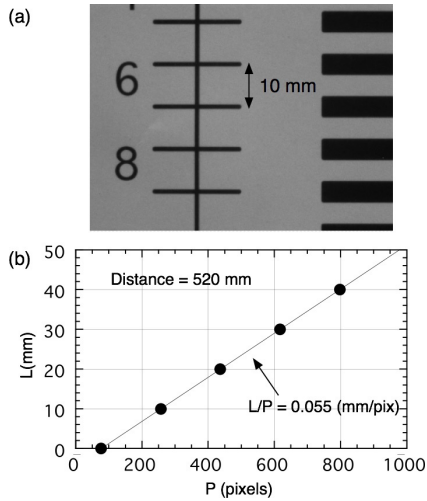 (a)
6
10 mm
8
(b)
50
40
30
20
10
0
L(mm)
Distance = 520 mm
L/P = 0.055 (mm/pix)
0 200 400 600 800 1000
P (pixels)